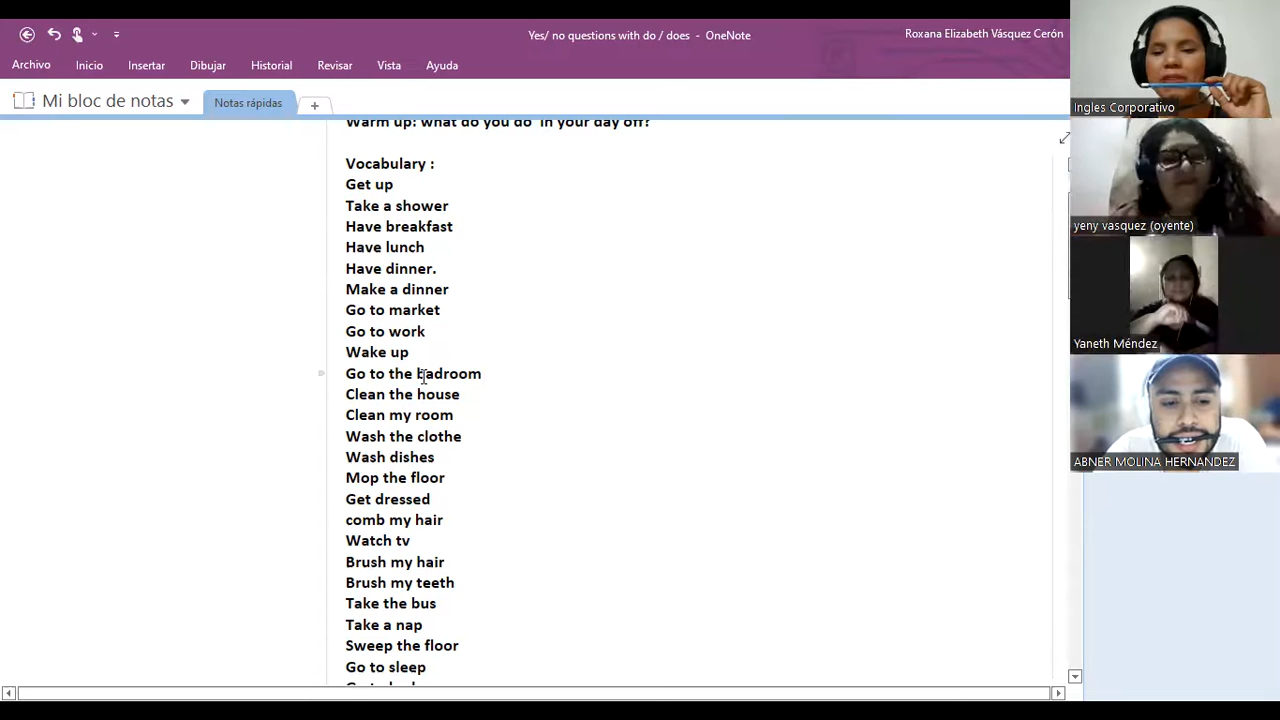 Yes/ no questions with do / does - OneNote
Roxana Elizabeth Vásquez Cerón
Archivo Inicio Insertar Dibujar Historial Revisar Vista Ayuda
Mi bloc de notas
Notas rápidas
+
Warm up: what do you do in your day off?
Vocabulary :
Get up
Take a shower
Have breakfast
Have lunch
Have dinner.
Make a dinner
Go to market
Go to work
Wake up
Go to the badroom
Clean the house
Clean my room
Wash the clothe
Wash dishes
Mop the floor
Get dressed
comb my hair
Watch tv
Brush my hair
Brush my teeth
Take the bus
Take a nap
Sweep the floor
Go to sleep
Ingles Corporativo
yeny vasquez (oyente)
Yaneth Méndez
ABNER MOLINA HERNANDEZ